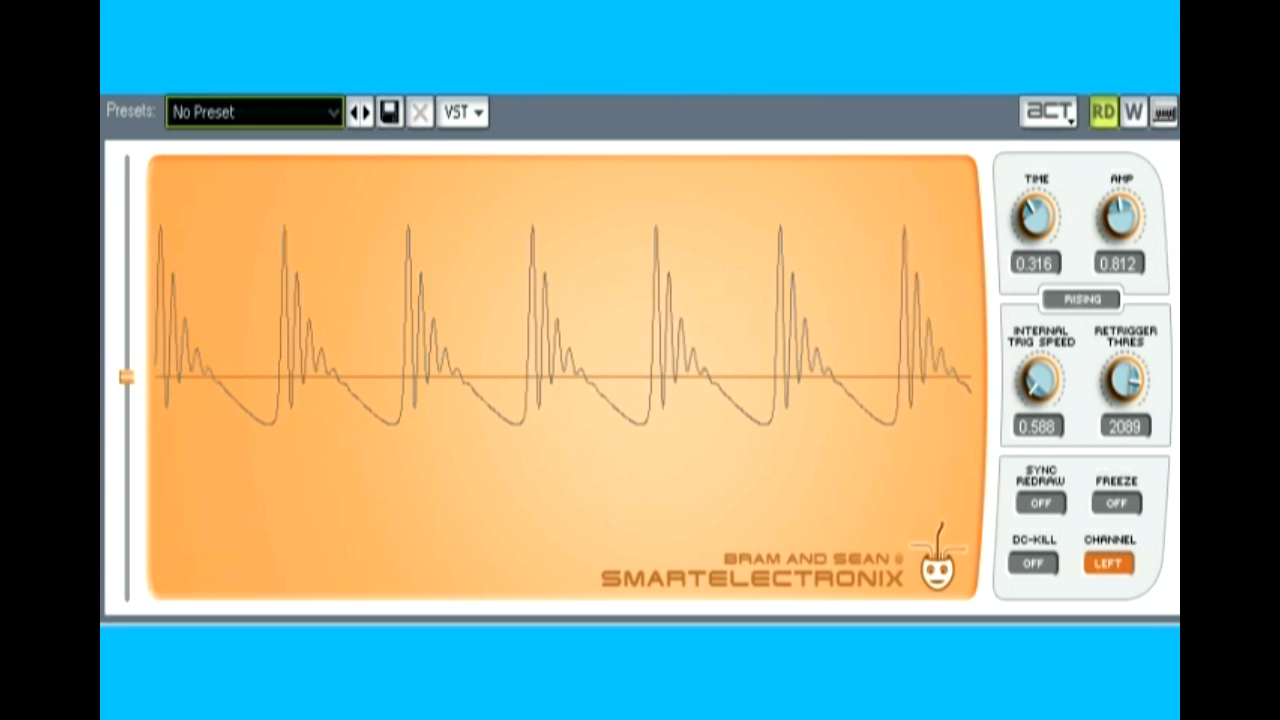 Presets: No Preset VST ACT RD W
TIME AMP
0.316 0.812
RISING
INTERNAL TRIG SPEED RETRIGGER THRES
0.588 2089
SYNC REDRAW FREEZE
OFF OFF
DC-KILL CHANNEL
OFF LEFT
BRAM AND SEAN @
SMARTELECTRONIX